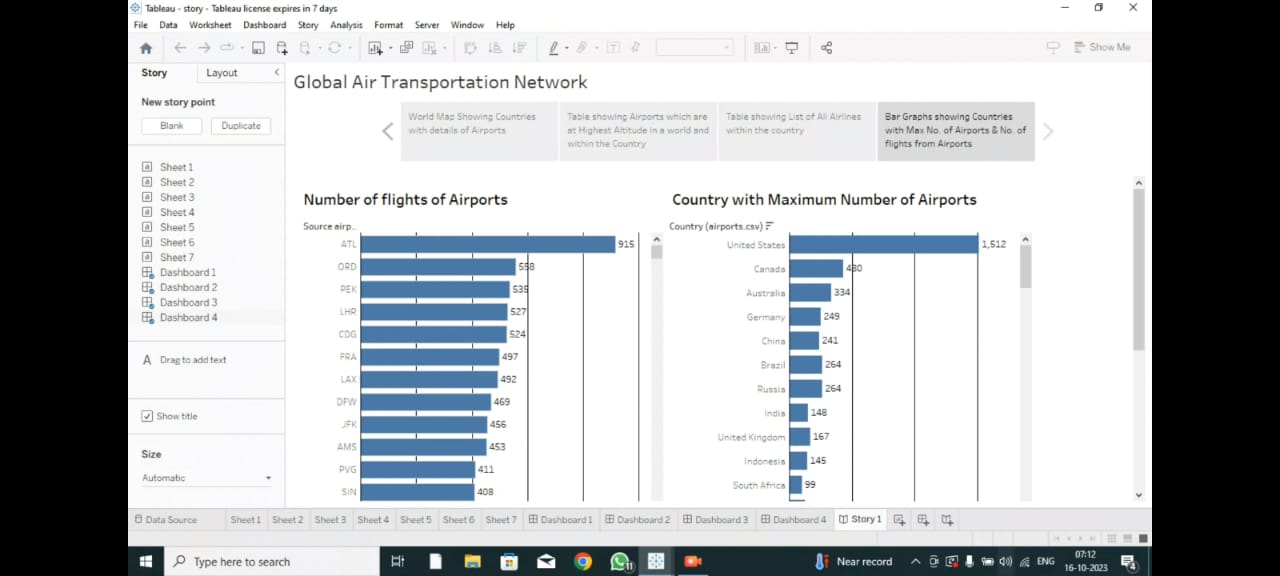 Tableau - story - Tableau license expires in 7 days
File Data Worksheet Dashboard Story Analysis Format Server Window Help
Show Me
Story Layout
New story point
Blank Duplicate
Sheet 1
Sheet 2
Sheet 3
Sheet 4
Sheet 5
Sheet 6
Sheet 7
Dashboard 1
Dashboard 2
Dashboard 3
Dashboard 4
A Drag to add text
Show title
Size
Automatic
Global Air Transportation Network
World Map Showing Countries
with details of Airports
Table showing Airports which are
at Highest Altitude in a world and
within the Country
Table showing List of All Airlines
within the country
Bar Graphs showing Countries
with Max No. of Airports & No. of
flights from Airports
Number of flights of Airports
Source airp..
ATL 915
ORD 558
PEK 535
LHR 527
CDG 524
FRA 497
LAX 492
DFW 469
JFK 456
AMS 453
PVG 411
SIN 408
Country with Maximum Number of Airports
Country (airports.csv)
United States 1,512
Canada 430
Australia 334
Germany 249
China 241
Brazil 264
Russia 264
India 148
United Kingdom 167
Indonesia 145
South Africa 99
Data Source Sheet 1 Sheet 2 Sheet 3 Sheet 4 Sheet 5 Sheet 6 Sheet 7 Dashboard 1 Dashboard 2 Dashboard 3 Dashboard 4 Story 1
Type here to search
11
Near record
ENG
07:12
16-10-2023
4